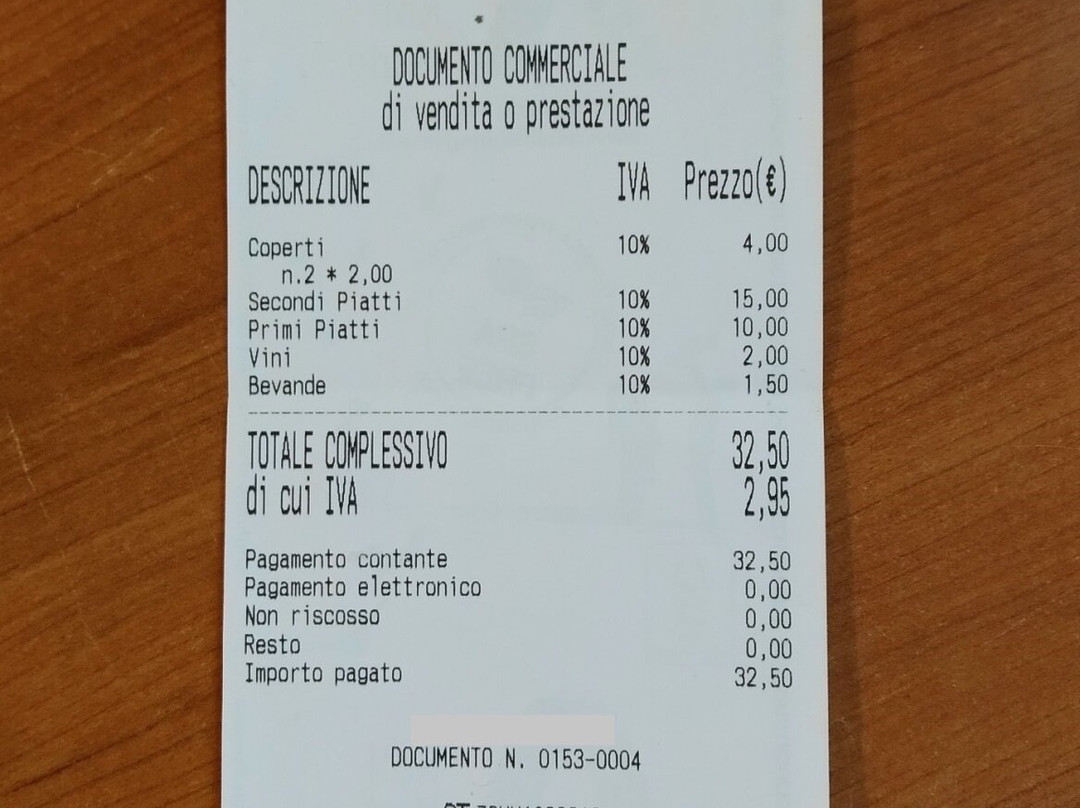 DOCUMENTO COMMERCIALE
di vendita o prestazione
DESCRIZIONE IVA Prezzo(€)
Coperti 10% 4,00
n.2 * 2,00
Secondi Piatti 10% 15,00
Primi Piatti 10% 10,00
Vini 10% 2,00
Bevande 10% 1,50
TOTALE COMPLESSIVO 32,50
di cui IVA 2,95
Pagamento contante 32,50
Pagamento elettronico 0,00
Non riscosso 0,00
Resto 0,00
Importo pagato 32,50
DOCUMENTO N. 0153-0004